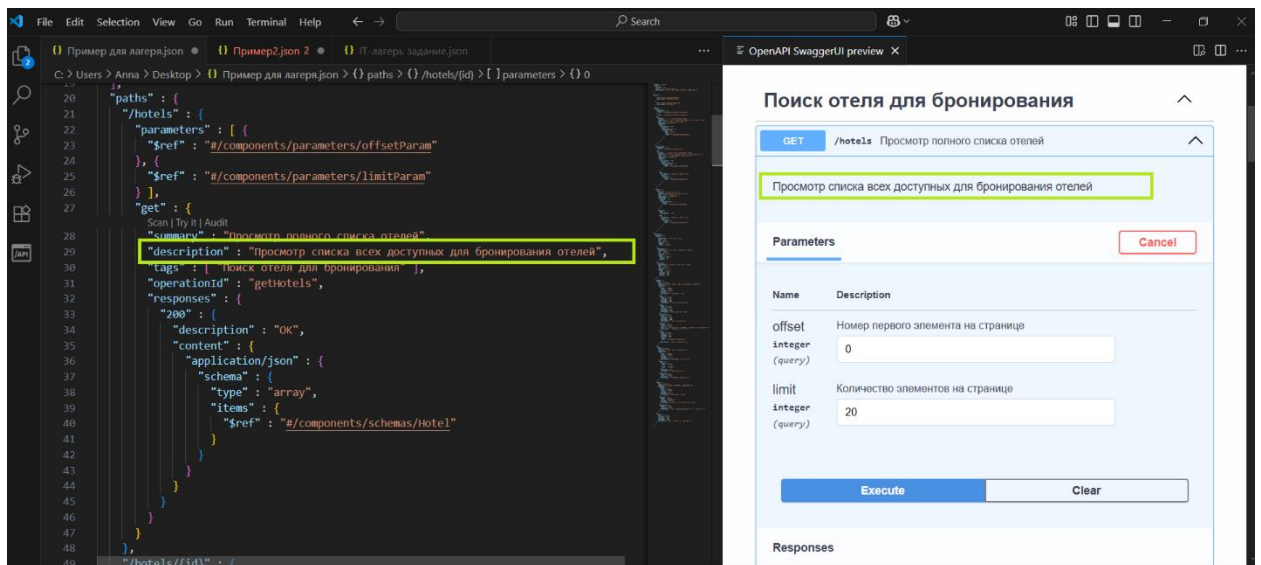 File Edit Selection View Go Run Terminal Help
Search
Пример для лагеря.json
Пример2.json 2
IT-лагерь задание.json
C: > Users > Anna > Desktop > {} Пример для лагеря.json > {} paths > {} /hotels/{id} > [ ] parameters > {} 0
20 "paths" : {
21 "/hotels" : {
22 "parameters" : [ {
23 "$ref" : "#/components/parameters/offsetParam"
24 }, {
25 "$ref" : "#/components/parameters/limitParam"
26 } ],
27 "get" : {
Scan | Try it | Audit
28 "summary" : "Просмотр полного списка отелей",
29 "description" : "Просмотр списка всех доступных для бронирования отелей",
30 "tags" : [ "Поиск отеля для бронирования" ],
31 "operationId" : "getHotels",
32 "responses" : {
33 "200" : {
34 "description" : "OK",
35 "content" : {
36 "application/json" : {
37 "schema" : {
38 "type" : "array",
39 "items" : {
40 "$ref" : "#/components/schemas/Hotel"
41 }
42 }
43 }
44 }
45 }
46 }
47 }
48 },
49 "/hotels/{id}" : {
2
/API
OpenAPI SwaggerUI preview
Поиск отеля для бронирования
GET /hotels Просмотр полного списка отелей
Просмотр списка всех доступных для бронирования отелей
Parameters
Cancel
Name Description
offset Номер первого элемента на странице
integer
(query)
0
limit Количество элементов на странице
integer
(query)
20
Execute
Clear
Responses